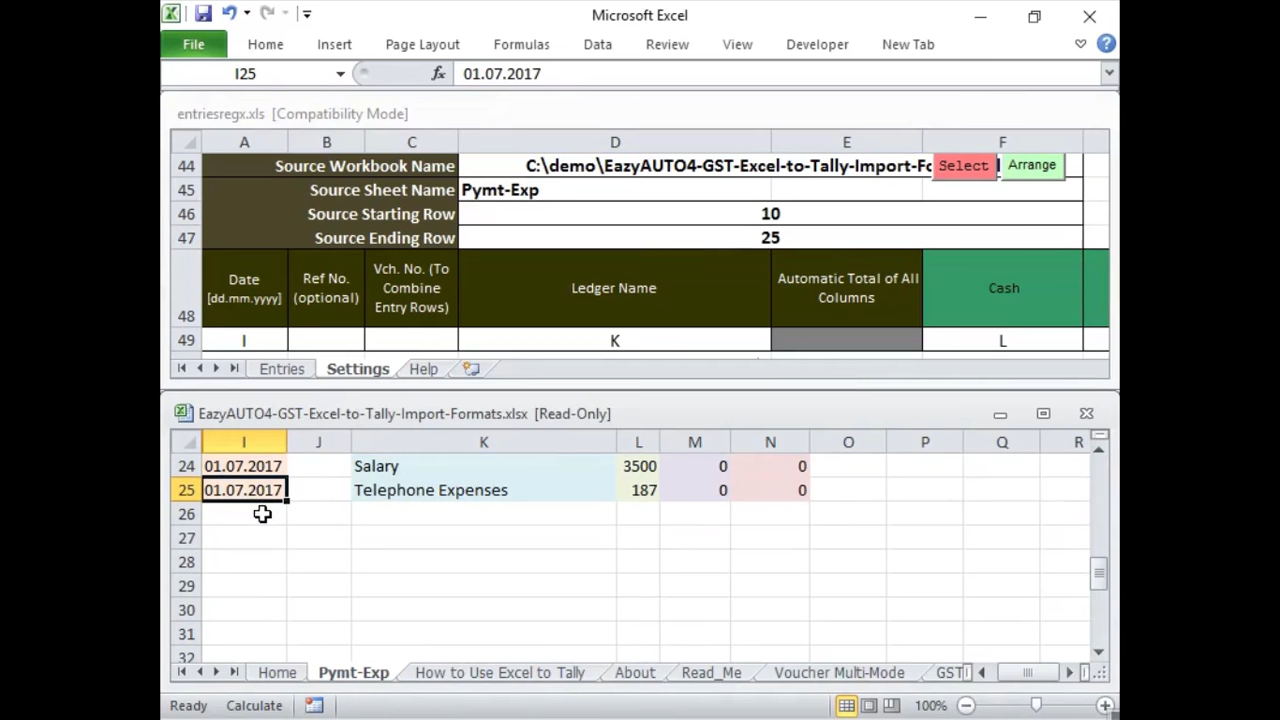 Microsoft Excel
File Home Insert Page Layout Formulas Data Review View Developer New Tab
I25 fx 01.07.2017
entriesregx.xls [Compatibility Mode]
A B C D E F
44 Source Workbook Name C:\demo\EazyAUTO4-GST-Excel-to-Tally-Import-Fo Select Arrange
45 Source Sheet Name Pymt-Exp
46 Source Starting Row 10
47 Source Ending Row 25
48 Date [dd.mm.yyyy] Ref No. (optional) Vch. No. (To Combine Entry Rows) Ledger Name Automatic Total of All Columns Cash
49 I K L
Entries Settings Help
EazyAUTO4-GST-Excel-to-Tally-Import-Formats.xlsx [Read-Only]
I J K L M N O P Q R
24 01.07.2017 Salary 3500 0 0
25 01.07.2017 Telephone Expenses 187 0 0
26
27
28
29
30
31
32
Home Pymt-Exp How to Use Excel to Tally About Read_Me Voucher Multi-Mode GST
Ready Calculate 100%